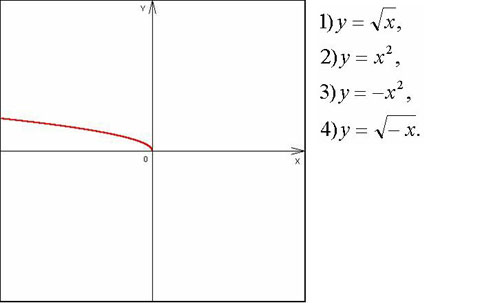 Y
0
X
1) y = √x,
2) y = x²,
3) y = −x²,
4) y = √−x.